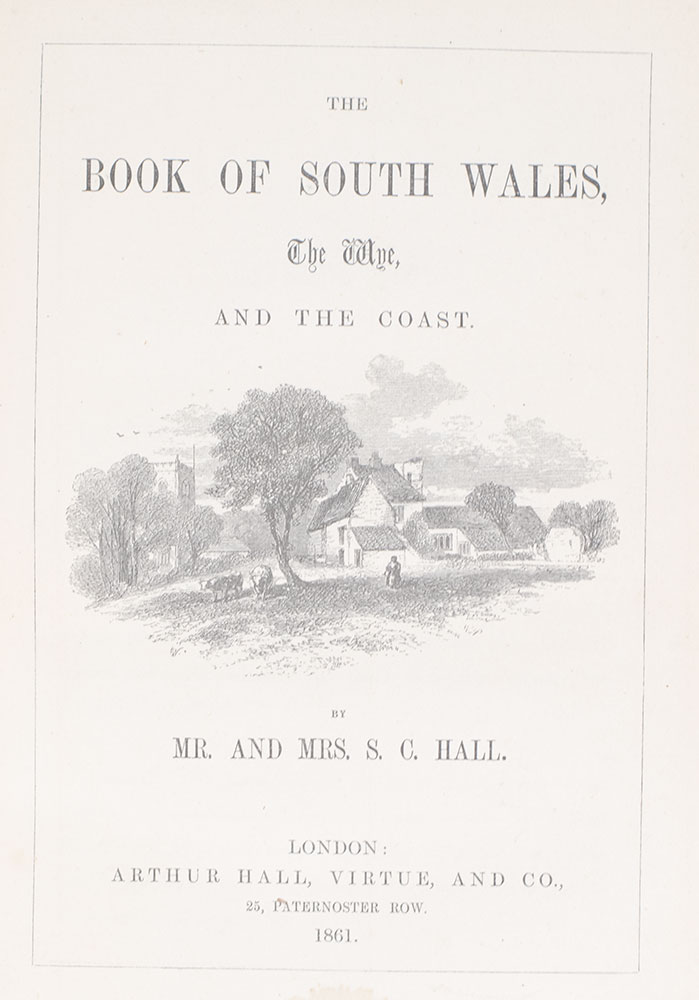 THE
BOOK OF SOUTH WALES,
The Wye,
AND THE COAST.
BY
MR. AND MRS. S. C. HALL.
LONDON:
ARTHUR HALL, VIRTUE, AND CO.,
25, PATERNOSTER ROW.
1861.